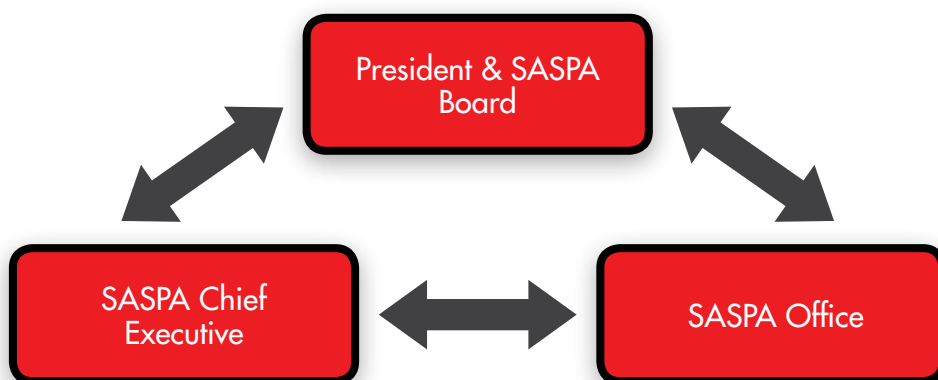 President & SASPA
Board
SASPA Chief
Executive
SASPA Office